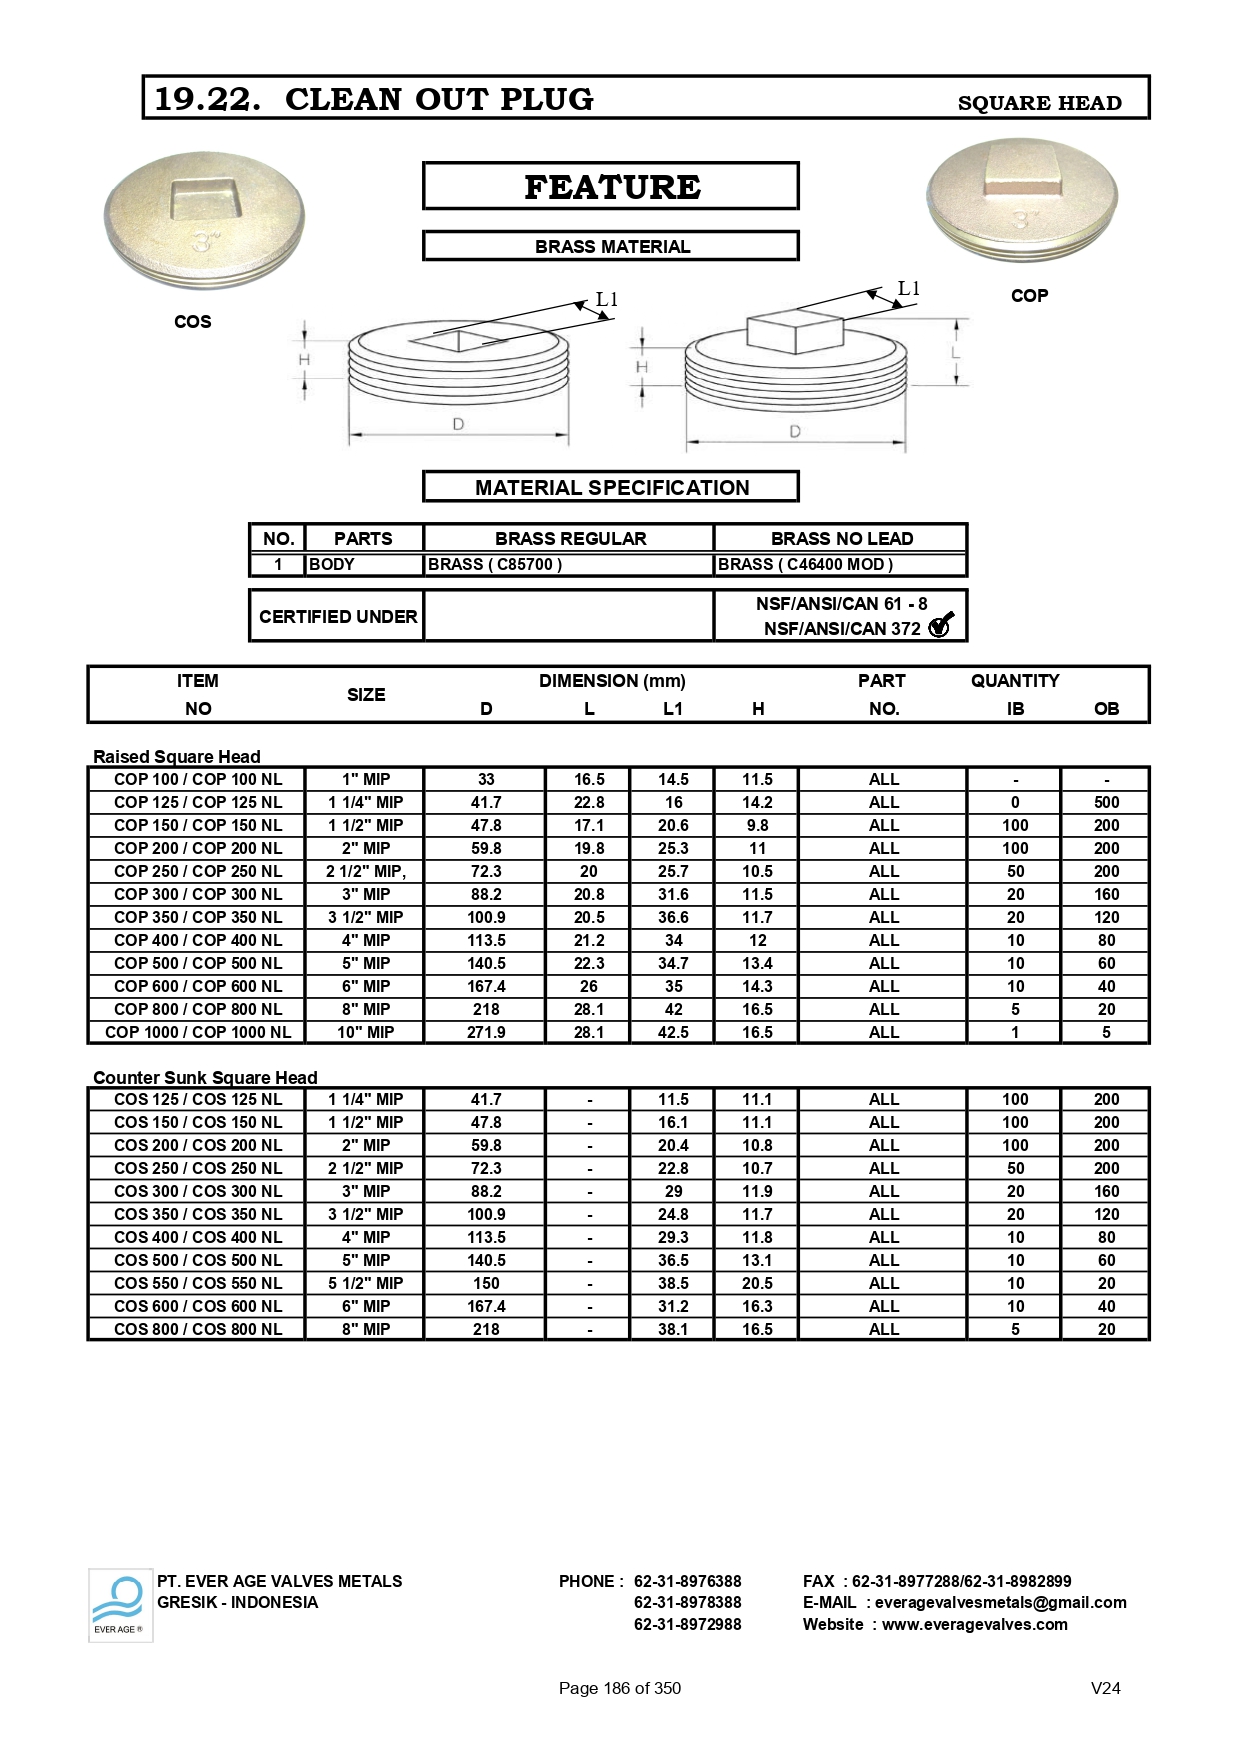 19.22. CLEAN OUT PLUG SQUARE HEAD
FEATURE
BRASS MATERIAL
3"
3"
COS
COP
L1
L1
H
D
H
L
D
MATERIAL SPECIFICATION
NO. PARTS BRASS REGULAR BRASS NO LEAD
1 BODY BRASS ( C85700 ) BRASS ( C46400 MOD )
CERTIFIED UNDER
NSF/ANSI/CAN 61 - 8
NSF/ANSI/CAN 372
ITEM NO SIZE DIMENSION (mm) PART NO. QUANTITY
D L L1 H IB OB
Raised Square Head
COP 100 / COP 100 NL 1" MIP 33 16.5 14.5 11.5 ALL - -
COP 125 / COP 125 NL 1 1/4" MIP 41.7 22.8 16 14.2 ALL 0 500
COP 150 / COP 150 NL 1 1/2" MIP 47.8 17.1 20.6 9.8 ALL 100 200
COP 200 / COP 200 NL 2" MIP 59.8 19.8 25.3 11 ALL 100 200
COP 250 / COP 250 NL 2 1/2" MIP, 72.3 20 25.7 10.5 ALL 50 200
COP 300 / COP 300 NL 3" MIP 88.2 20.8 31.6 11.5 ALL 20 160
COP 350 / COP 350 NL 3 1/2" MIP 100.9 20.5 36.6 11.7 ALL 20 120
COP 400 / COP 400 NL 4" MIP 113.5 21.2 34 12 ALL 10 80
COP 500 / COP 500 NL 5" MIP 140.5 22.3 34.7 13.4 ALL 10 60
COP 600 / COP 600 NL 6" MIP 167.4 26 35 14.3 ALL 10 40
COP 800 / COP 800 NL 8" MIP 218 28.1 42 16.5 ALL 5 20
COP 1000 / COP 1000 NL 10" MIP 271.9 28.1 42.5 16.5 ALL 1 5
Counter Sunk Square Head
COS 125 / COS 125 NL 1 1/4" MIP 41.7 - 11.5 11.1 ALL 100 200
COS 150 / COS 150 NL 1 1/2" MIP 47.8 - 16.1 11.1 ALL 100 200
COS 200 / COS 200 NL 2" MIP 59.8 - 20.4 10.8 ALL 100 200
COS 250 / COS 250 NL 2 1/2" MIP 72.3 - 22.8 10.7 ALL 50 200
COS 300 / COS 300 NL 3" MIP 88.2 - 29 11.9 ALL 20 160
COS 350 / COS 350 NL 3 1/2" MIP 100.9 - 24.8 11.7 ALL 20 120
COS 400 / COS 400 NL 4" MIP 113.5 - 29.3 11.8 ALL 10 80
COS 500 / COS 500 NL 5" MIP 140.5 - 36.5 13.1 ALL 10 60
COS 550 / COS 550 NL 5 1/2" MIP 150 - 38.5 20.5 ALL 10 20
COS 600 / COS 600 NL 6" MIP 167.4 - 31.2 16.3 ALL 10 40
COS 800 / COS 800 NL 8" MIP 218 - 38.1 16.5 ALL 5 20
PT. EVER AGE VALVES METALS PHONE : 62-31-8976388 FAX : 62-31-8977288/62-31-8982899
GRESIK - INDONESIA 62-31-8978388 E-MAIL : everagevalvesmetals@gmail.com
62-31-8972988 Website : www.everagevalves.com
EVER AGE ®
Page 186 of 350 V24